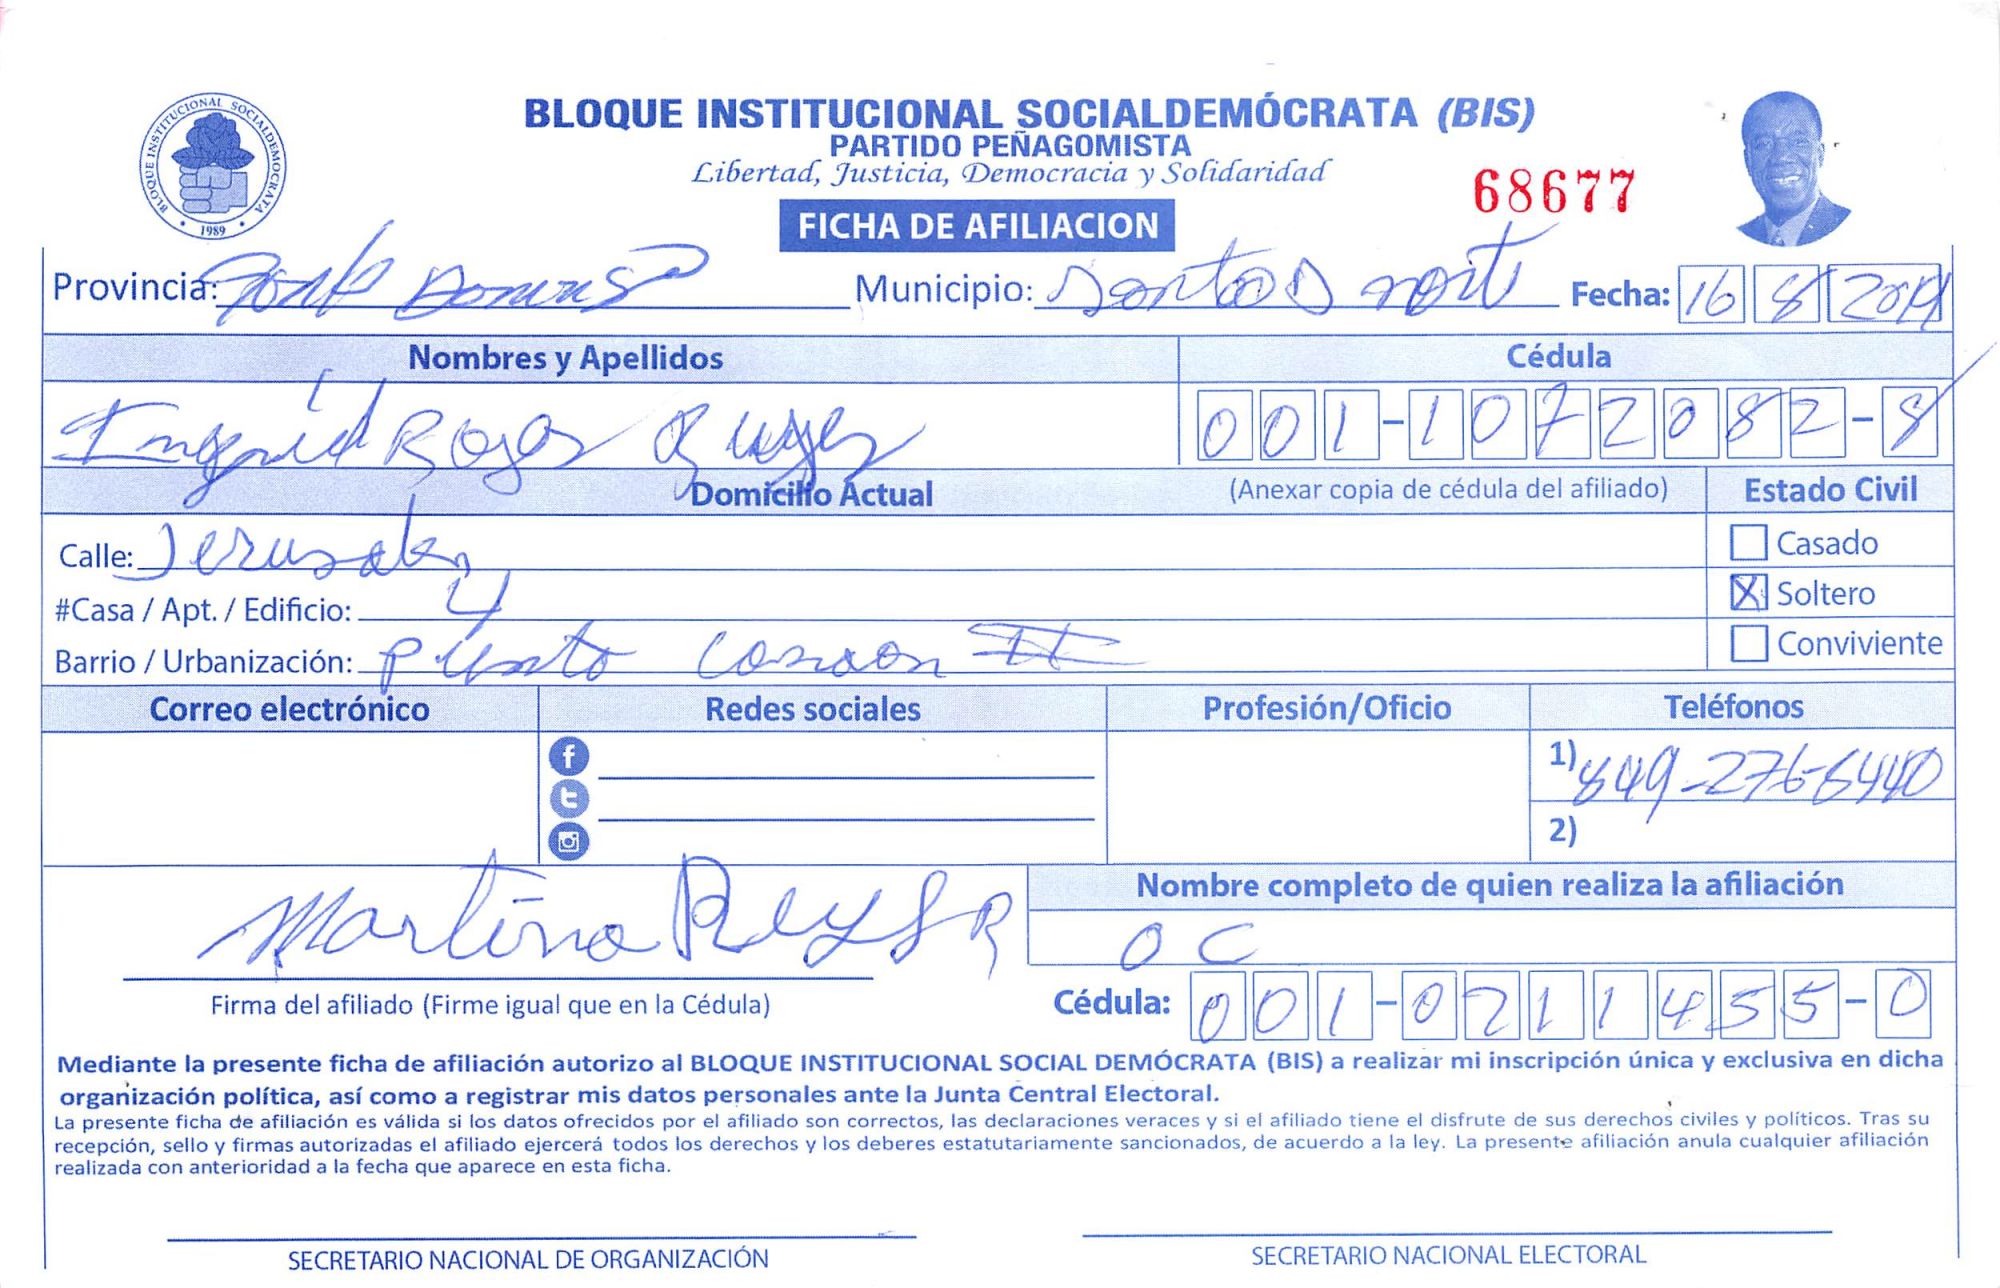 BLOQUE INSTITUCIONAL SOCIALDEMOCRATA
1989
BLOQUE INSTITUCIONAL SOCIALDEMÓCRATA (BIS)
PARTIDO PEÑAGOMISTA
Libertad, Justicia, Democracia y Solidaridad
68677
FICHA DE AFILIACION
Provincia: Municipio: Santo D norte Fecha: 16 8 2019
Nombres y Apellidos Cédula
Ingrid Rojas 001-1072082-8
Domicilio Actual (Anexar copia de cédula del afiliado) Estado Civil
Calle: Casado
#Casa / Apt. / Edificio: 4 X Soltero
Barrio / Urbanización: II Conviviente
Correo electrónico Redes sociales Profesión/Oficio Teléfonos
1) 849-276-6440
2)
Nombre completo de quien realiza la afiliación
Martina Reyes R
O C
Firma del afiliado (Firme igual que en la Cédula) Cédula: 001-0211455-0
Mediante la presente ficha de afiliación autorizo al BLOQUE INSTITUCIONAL SOCIAL DEMÓCRATA (BIS) a realizar mi inscripción única y exclusiva en dicha
organización política, así como a registrar mis datos personales ante la Junta Central Electoral.
La presente ficha de afiliación es válida si los datos ofrecidos por el afiliado son correctos, las declaraciones veraces y si el afiliado tiene el disfrute de sus derechos civiles y políticos. Tras su
recepción, sello y firmas autorizadas el afiliado ejercerá todos los derechos y los deberes estatutariamente sancionados, de acuerdo a la ley. La presente afiliación anula cualquier afiliación
realizada con anterioridad a la fecha que aparece en esta ficha.
SECRETARIO NACIONAL DE ORGANIZACIÓN SECRETARIO NACIONAL ELECTORAL